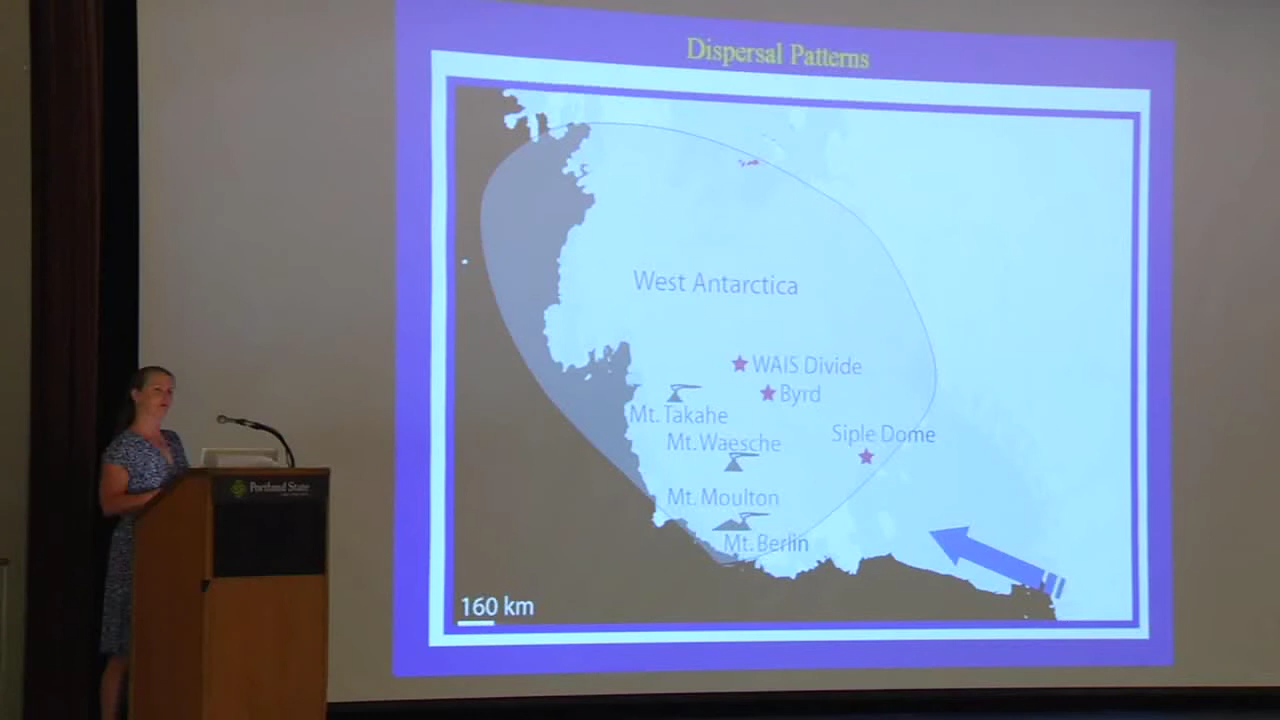 Dispersal Patterns
West Antarctica
WAIS Divide
Byrd
Mt. Takahe
Siple Dome
Mt. Waesche
Mt. Moulton
Mt. Berlin
160 km
Portland State